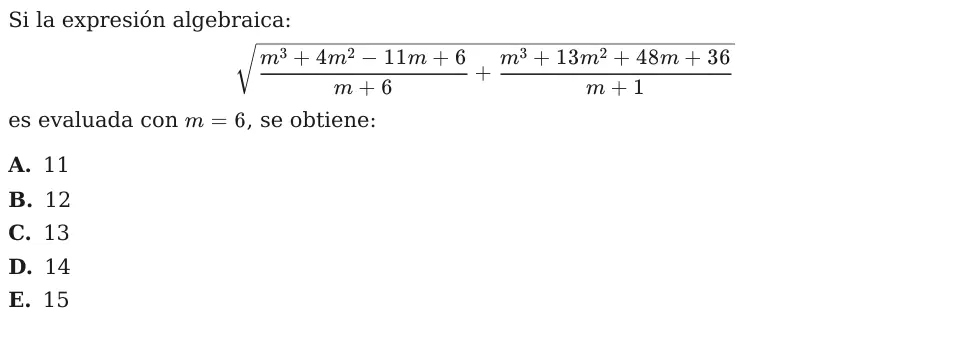 Si la expresión algebraica:
√((m³ + 4m² − 11m + 6)/(m + 6) + (m³ + 13m² + 48m + 36)/(m + 1))
es evaluada con m = 6, se obtiene:
A. 11
B. 12
C. 13
D. 14
E. 15